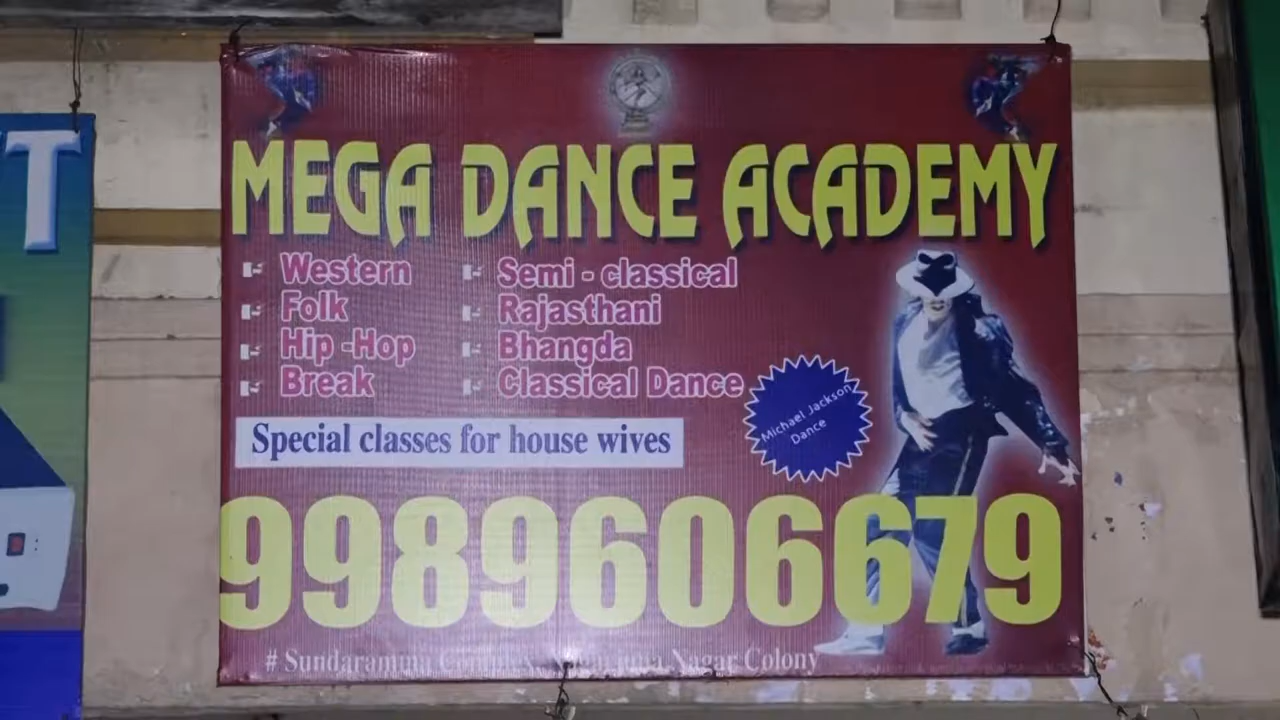 T
MEGA DANCE ACADEMY
Western
Folk
Hip -Hop
Break
Semi - classical
Rajasthani
Bhangda
Classical Dance
Michael Jackson
Dance
Special classes for house wives
9989606679
# Sundaramma Nagar Colony